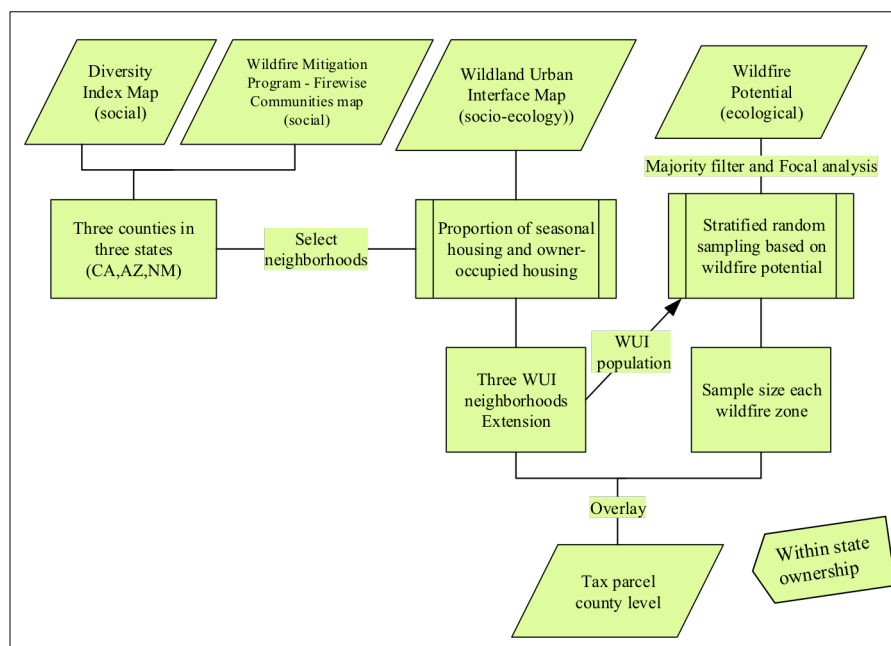 Diversity
Index Map
(social)
Wildfire Mitigation
Program - Firewise
Communities map
(social)
Wildland Urban
Interface Map
(socio-ecology))
Wildfire
Potential
(ecological)
Majority filter and Focal analysis
Three counties in
three states
(CA,AZ,NM)
Select
neighborhoods
Proportion of seasonal
housing and owner-
occupied housing
Stratified random
sampling based on
wildfire potential
WUI
population
Three WUI
neighborhoods
Extension
Sample size each
wildfire zone
Overlay
Tax parcel
county level
Within state
ownership